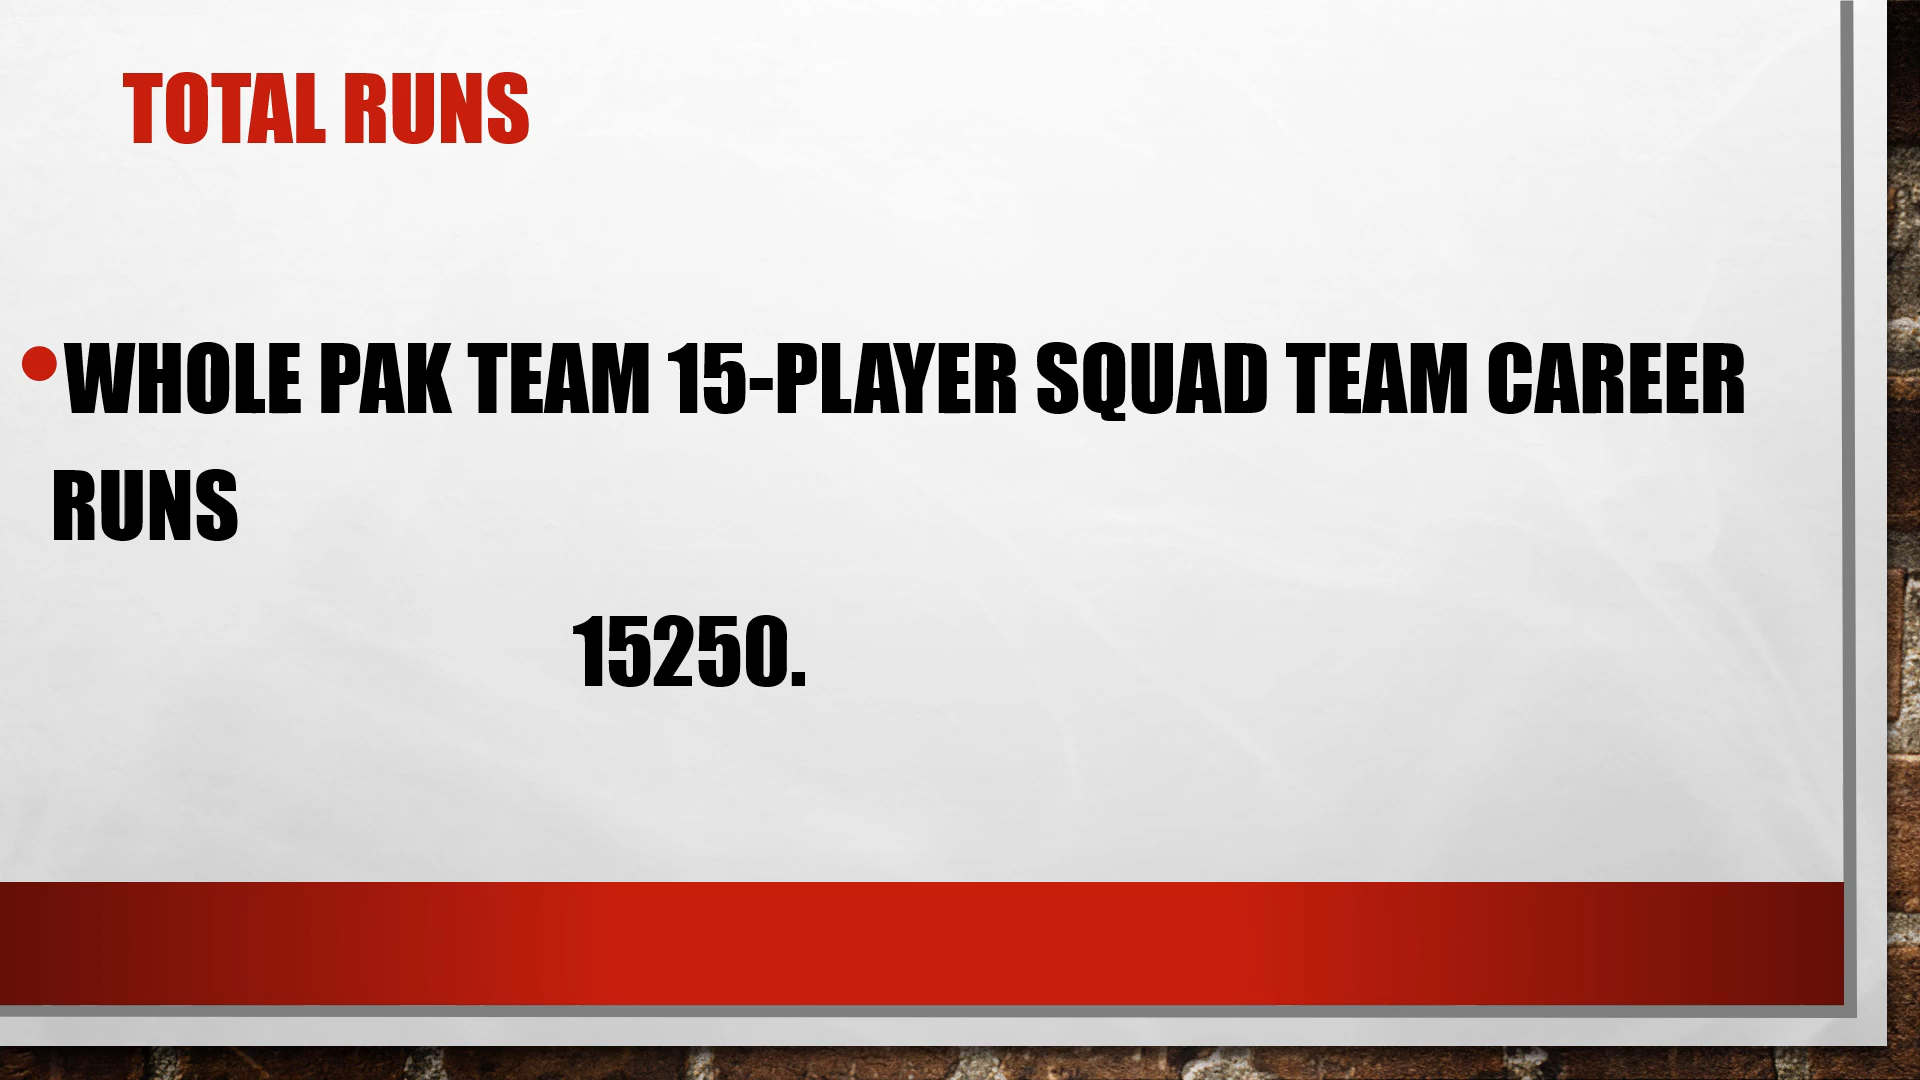 TOTAL RUNS
•WHOLE PAK TEAM 15-PLAYER SQUAD TEAM CAREER
RUNS
15250.